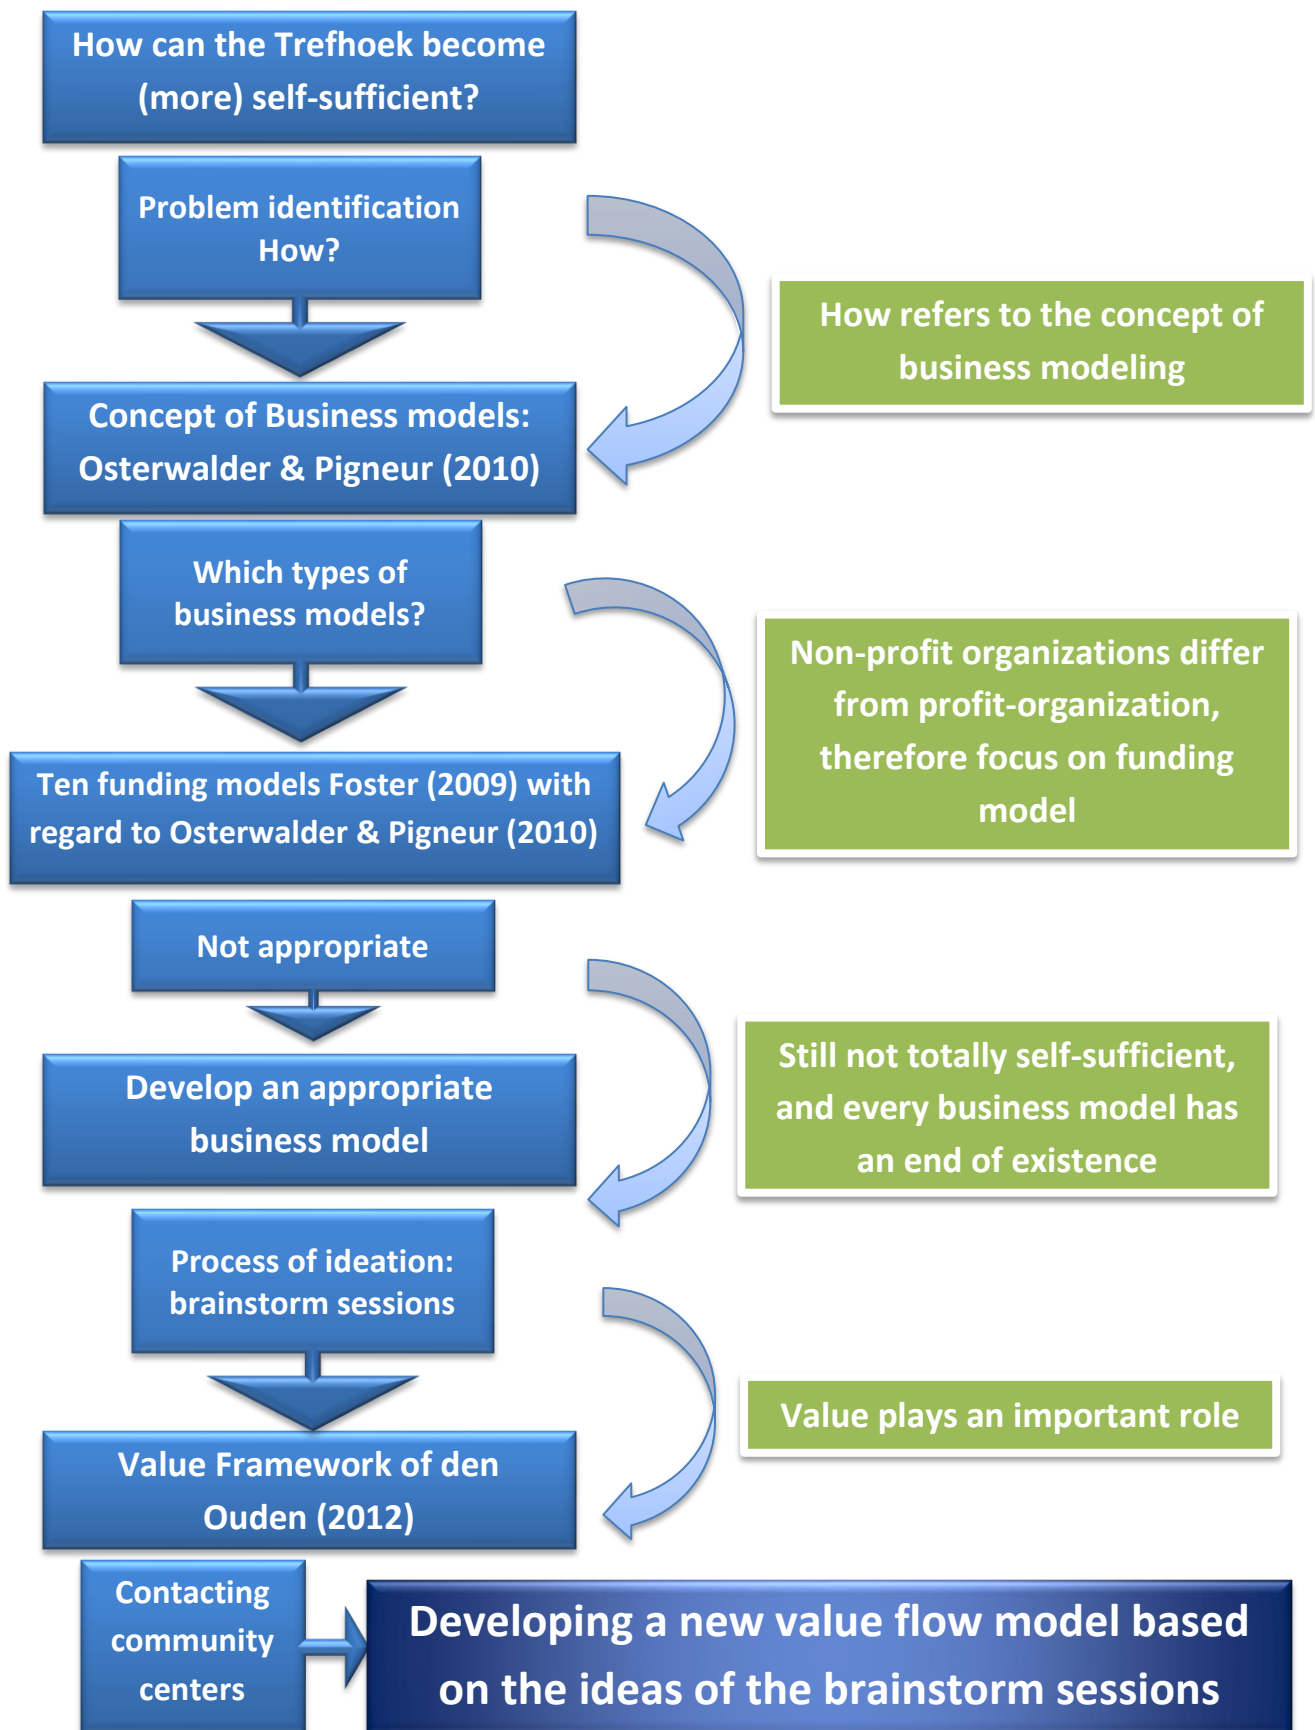 How can the Trefhoek become
(more) self-sufficient?
Problem identification
How?
How refers to the concept of
business modeling
Concept of Business models:
Osterwalder & Pigneur (2010)
Which types of
business models?
Non-profit organizations differ
from profit-organization,
therefore focus on funding
model
Ten funding models Foster (2009) with
regard to Osterwalder & Pigneur (2010)
Not appropriate
Still not totally self-sufficient,
and every business model has
an end of existence
Develop an appropriate
business model
Process of ideation:
brainstorm sessions
Value plays an important role
Value Framework of den
Ouden (2012)
Contacting
community
centers
Developing a new value flow model based
on the ideas of the brainstorm sessions